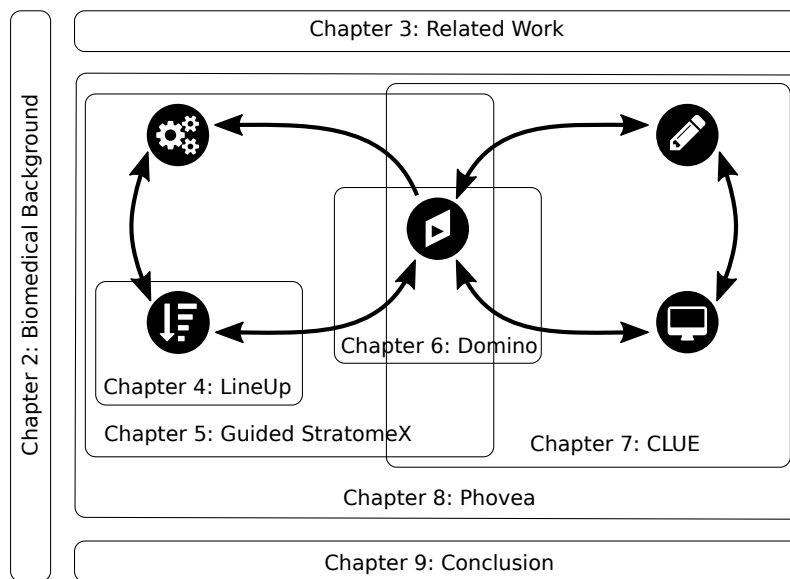 Chapter 2: Biomedical Background
Chapter 3: Related Work
Chapter 6: Domino
Chapter 4: LineUp
Chapter 5: Guided StratomeX
Chapter 7: CLUE
Chapter 8: Phovea
Chapter 9: Conclusion